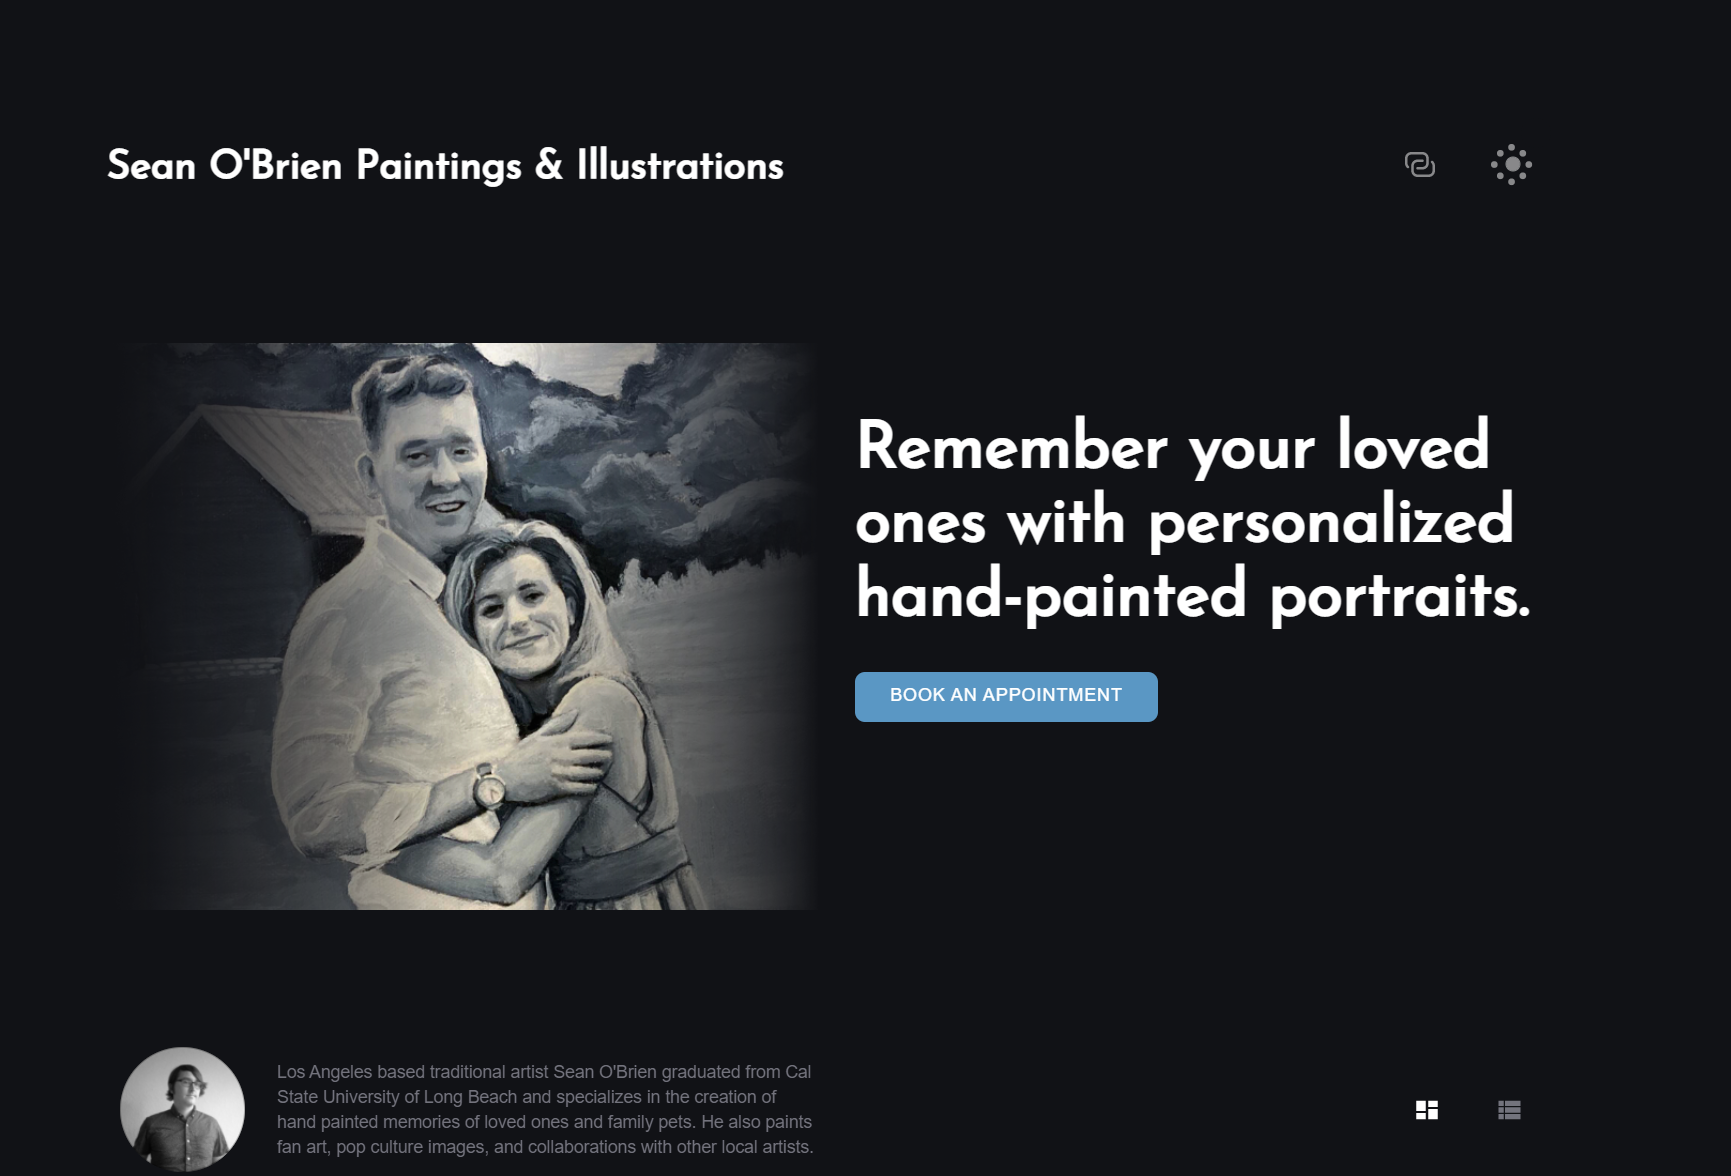 Sean O'Brien Paintings & Illustrations
Remember your loved
ones with personalized
hand-painted portraits.
BOOK AN APPOINTMENT
Los Angeles based traditional artist Sean O'Brien graduated from Cal
State University of Long Beach and specializes in the creation of
hand painted memories of loved ones and family pets. He also paints
fan art, pop culture images, and collaborations with other local artists.